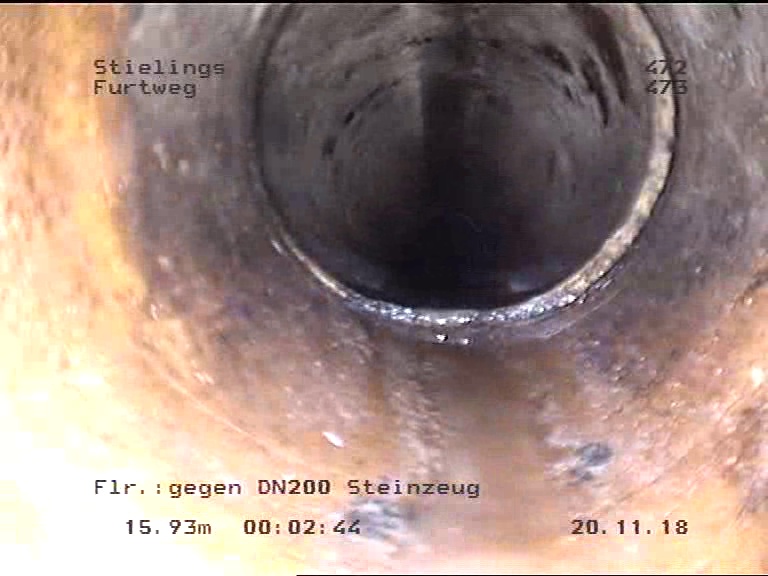 Stielings 472
Furtweg 473
Flr.:gegen DN200 Steinzeug
15.93m 00:02:44 20.11.18